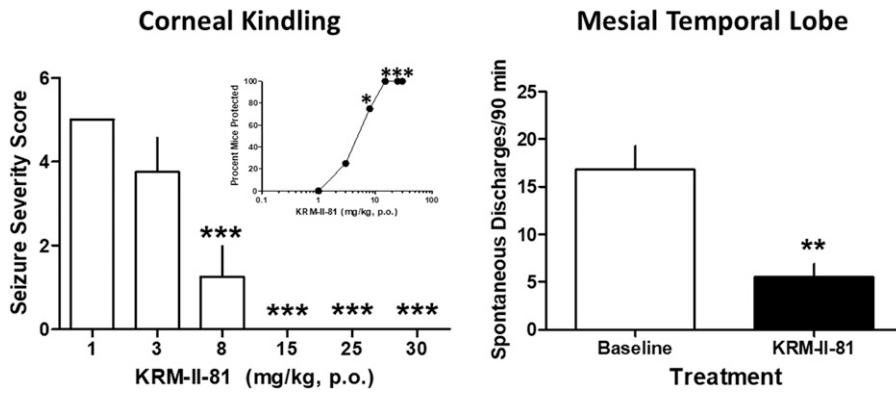 Corneal Kindling
Mesial Temporal Lobe
Seizure Severity Score
6
4
2
0
***
***
***
***
1 3 8 15 25 30
KRM-II-81 (mg/kg, p.o.)
Procent Mice Protected
100
80
60
40
20
0
*
***
0.1 1 10 100
KRM-II-81 (mg/kg, p.o.)
Spontaneous Discharges/90 min
25
20
15
10
5
0
**
Baseline KRM-II-81
Treatment